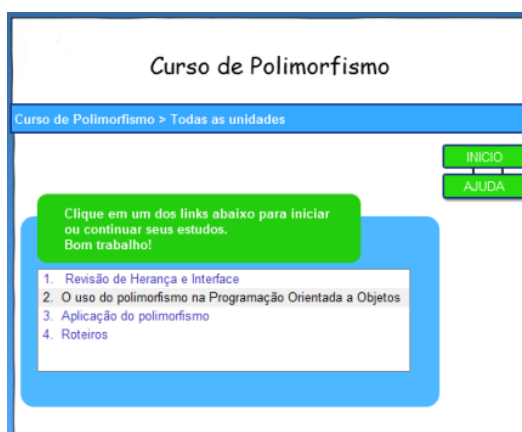 Curso de Polimorfismo
Curso de Polimorfismo > Todas as unidades
INICIO
AJUDA
Clique em um dos links abaixo para iniciar
ou continuar seus estudos.
Bom trabalho!
1. Revisão de Herança e Interface
2. O uso do polimorfismo na Programação Orientada a Objetos
3. Aplicação do polimorfismo
4. Roteiros